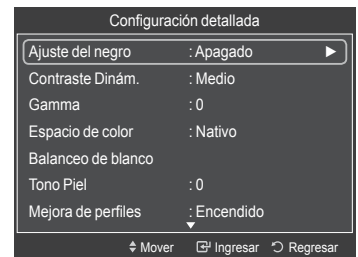 Configuración detallada
Ajuste del negro : Apagado ►
Contraste Dinám. : Medio
Gamma : 0
Espacio de color : Nativo
Balanceo de blanco
Tono Piel : 0
Mejora de perfiles : Encendido
Mover Ingresar Regresar